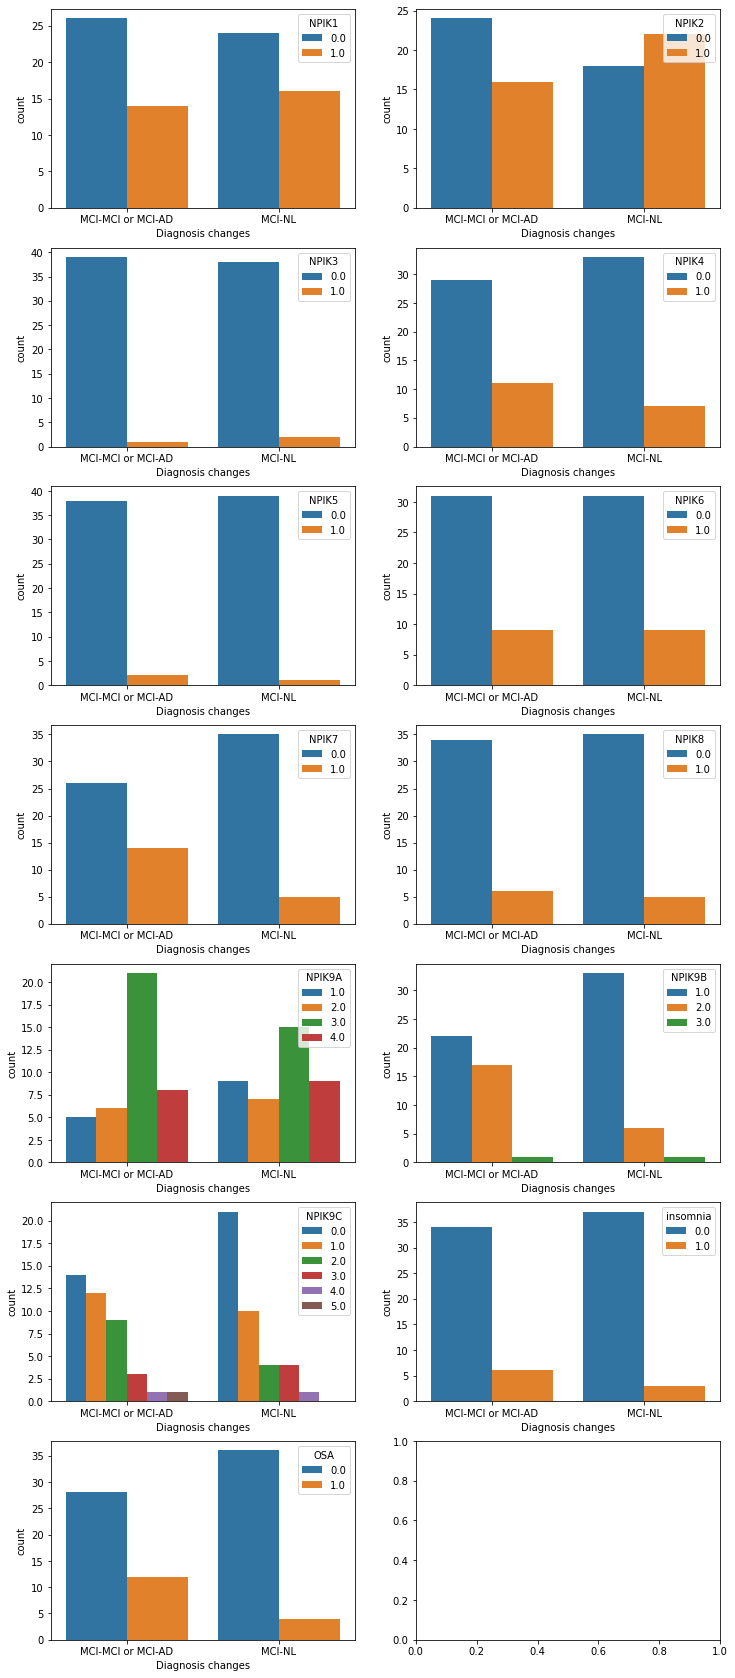 NPIK1
0.0
1.0
25
20
15
10
5
0
count
MCI-MCI or MCI-AD
MCI-NL
Diagnosis changes
NPIK2
0.0
1.0
25
20
15
10
5
0
count
MCI-MCI or MCI-AD
MCI-NL
Diagnosis changes
NPIK3
0.0
1.0
40
35
30
25
20
15
10
5
0
count
MCI-MCI or MCI-AD
MCI-NL
Diagnosis changes
NPIK4
0.0
1.0
30
25
20
15
10
5
0
count
MCI-MCI or MCI-AD
MCI-NL
Diagnosis changes
NPIK5
0.0
1.0
40
35
30
25
20
15
10
5
0
count
MCI-MCI or MCI-AD
MCI-NL
Diagnosis changes
NPIK6
0.0
1.0
30
25
20
15
10
5
0
count
MCI-MCI or MCI-AD
MCI-NL
Diagnosis changes
NPIK7
0.0
1.0
35
30
25
20
15
10
5
0
count
MCI-MCI or MCI-AD
MCI-NL
Diagnosis changes
NPIK8
0.0
1.0
35
30
25
20
15
10
5
0
count
MCI-MCI or MCI-AD
MCI-NL
Diagnosis changes
NPIK9A
1.0
2.0
3.0
4.0
20.0
17.5
15.0
12.5
10.0
7.5
5.0
2.5
0.0
count
MCI-MCI or MCI-AD
MCI-NL
Diagnosis changes
NPIK9B
1.0
2.0
3.0
30
25
20
15
10
5
0
count
MCI-MCI or MCI-AD
MCI-NL
Diagnosis changes
NPIK9C
0.0
1.0
2.0
3.0
4.0
5.0
20.0
17.5
15.0
12.5
10.0
7.5
5.0
2.5
0.0
count
MCI-MCI or MCI-AD
MCI-NL
Diagnosis changes
insomnia
0.0
1.0
35
30
25
20
15
10
5
0
count
MCI-MCI or MCI-AD
MCI-NL
Diagnosis changes
OSA
0.0
1.0
35
30
25
20
15
10
5
0
count
MCI-MCI or MCI-AD
MCI-NL
Diagnosis changes
1.0
0.8
0.6
0.4
0.2
0.0
0.0
0.2
0.4
0.6
0.8
1.0